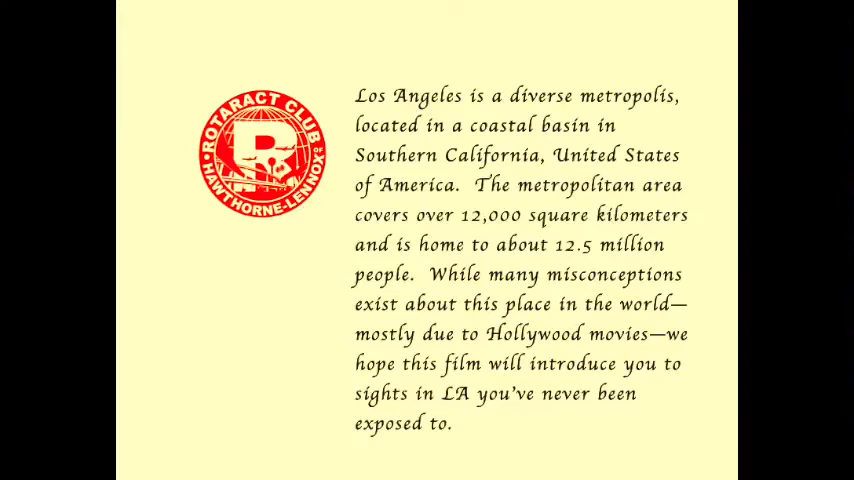 ROTARACT CLUB
OF
HAWTHORNE-LENNOX
R
Los Angeles is a diverse metropolis,
located in a coastal basin in
Southern California, United States
of America.  The metropolitan area
covers over 12,000 square kilometers
and is home to about 12.5 million
people.  While many misconceptions
exist about this place in the world—
mostly due to Hollywood movies—we
hope this film will introduce you to
sights in LA you've never been
exposed to.